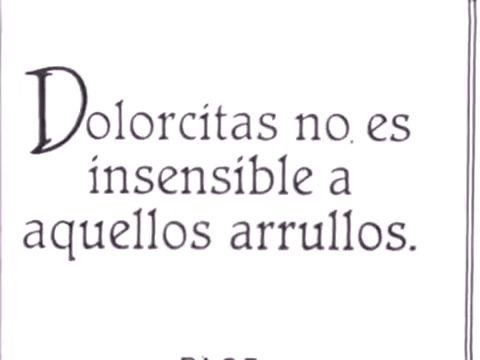 Dolorcitas no es
insensible a
aquellos arrullos.